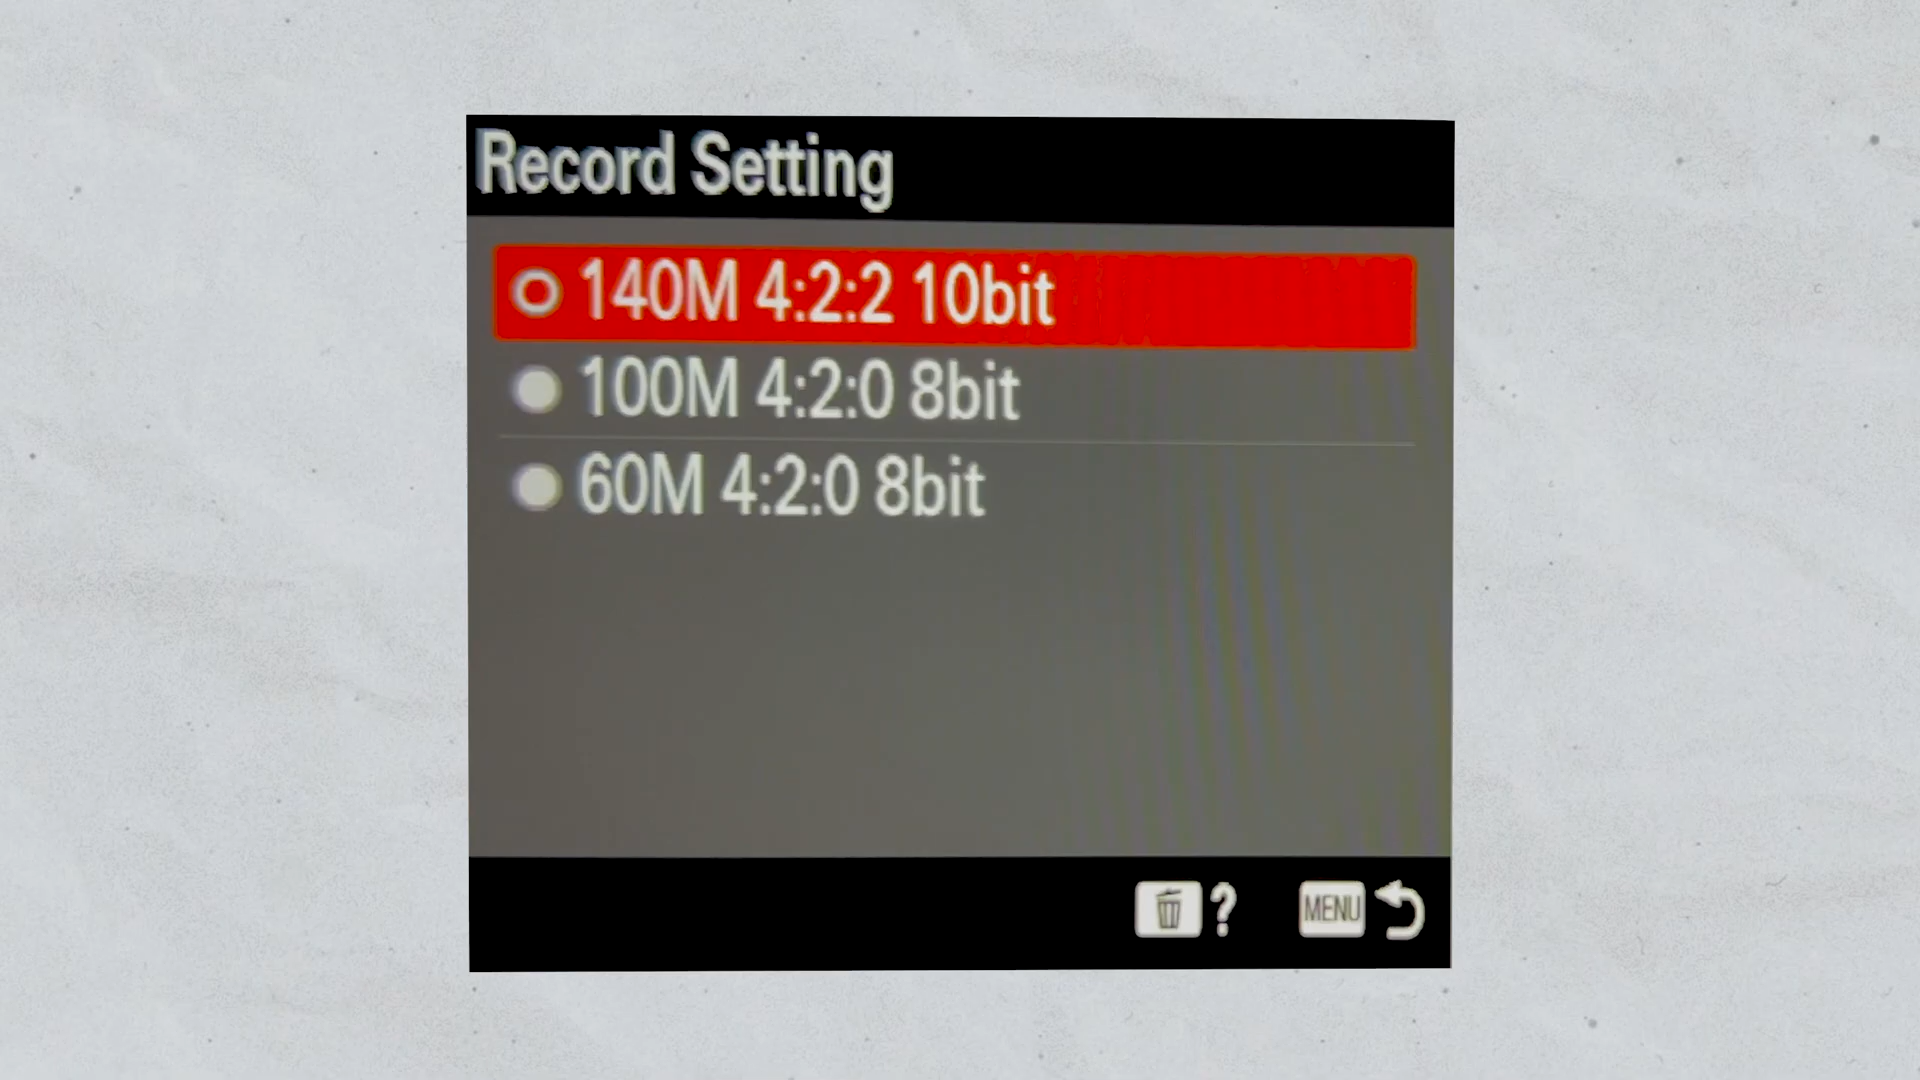 Record Setting
140M 4:2:2 10bit
100M 4:2:0 8bit
60M 4:2:0 8bit
? MENU